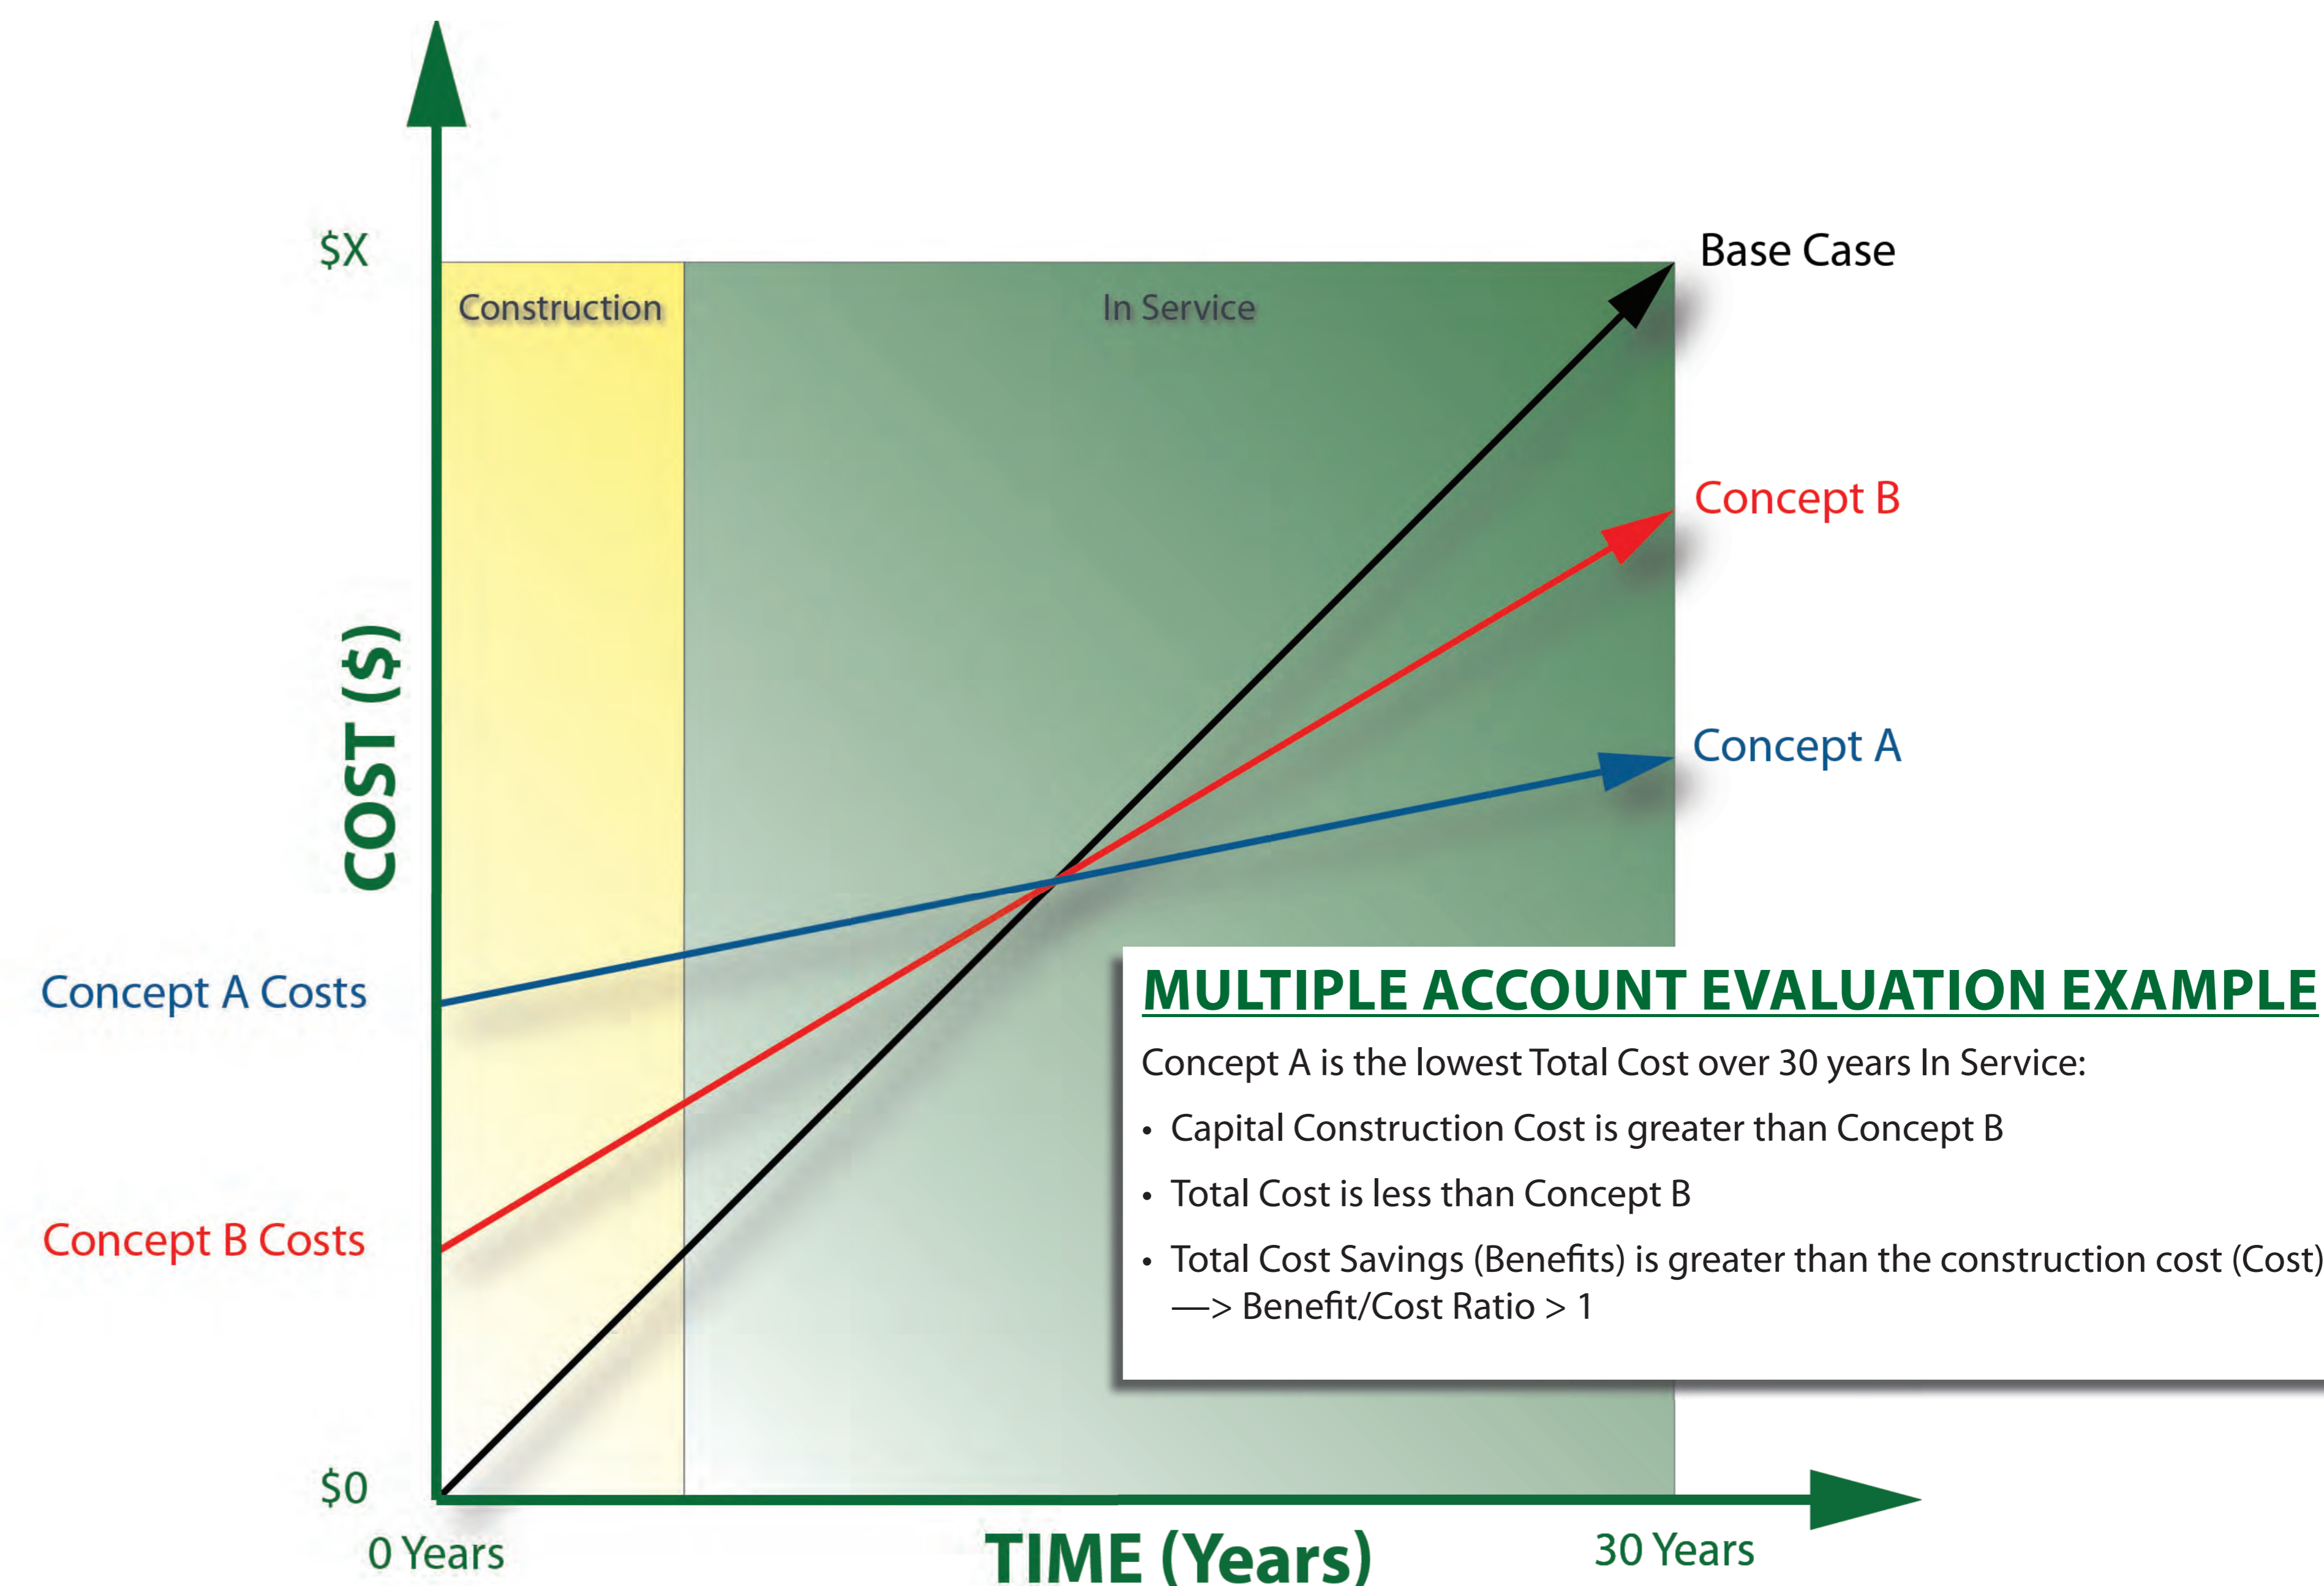 $X
Construction
In Service
Base Case
Concept B
Concept A
COST ($)
Concept A Costs
Concept B Costs
MULTIPLE ACCOUNT EVALUATION EXAMPLE
Concept A is the lowest Total Cost over 30 years In Service:
• Capital Construction Cost is greater than Concept B
• Total Cost is less than Concept B
• Total Cost Savings (Benefits) is greater than the construction cost (Cost)
—> Benefit/Cost Ratio > 1
$0
0 Years
TIME (Years)
30 Years